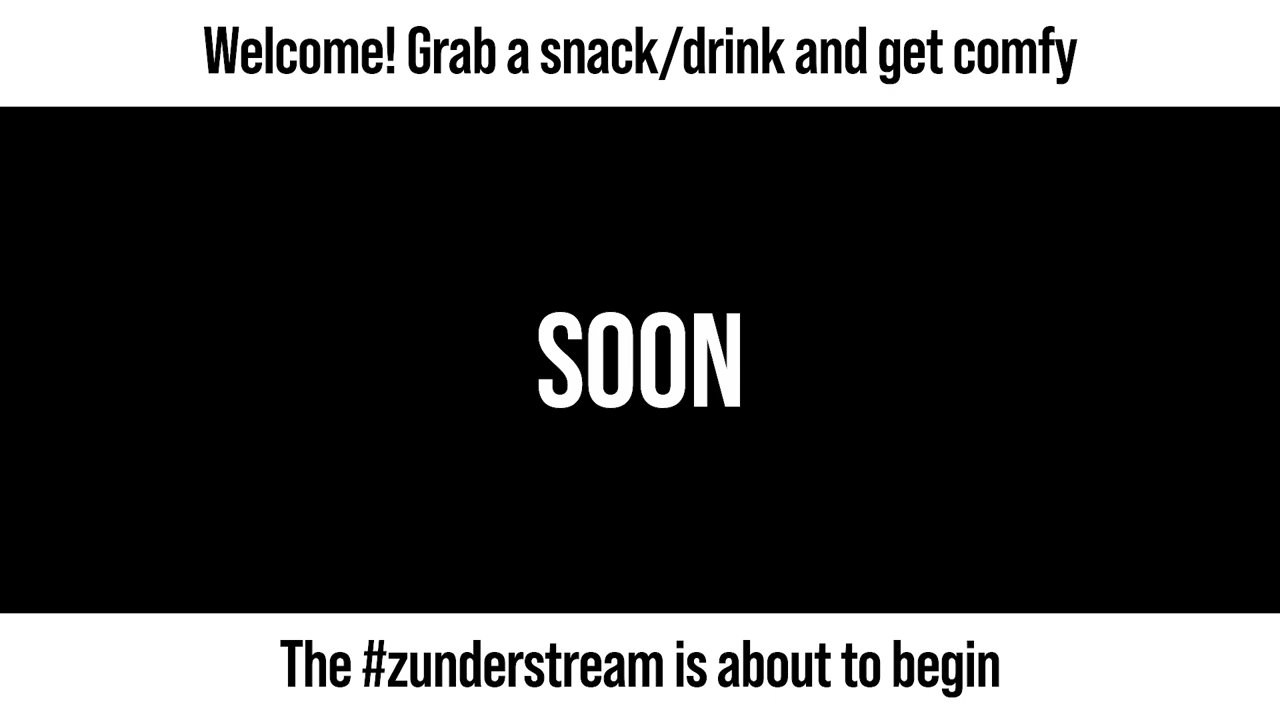 Welcome! Grab a snack/drink and get comfy
SOON
The #zunderstream is about to begin